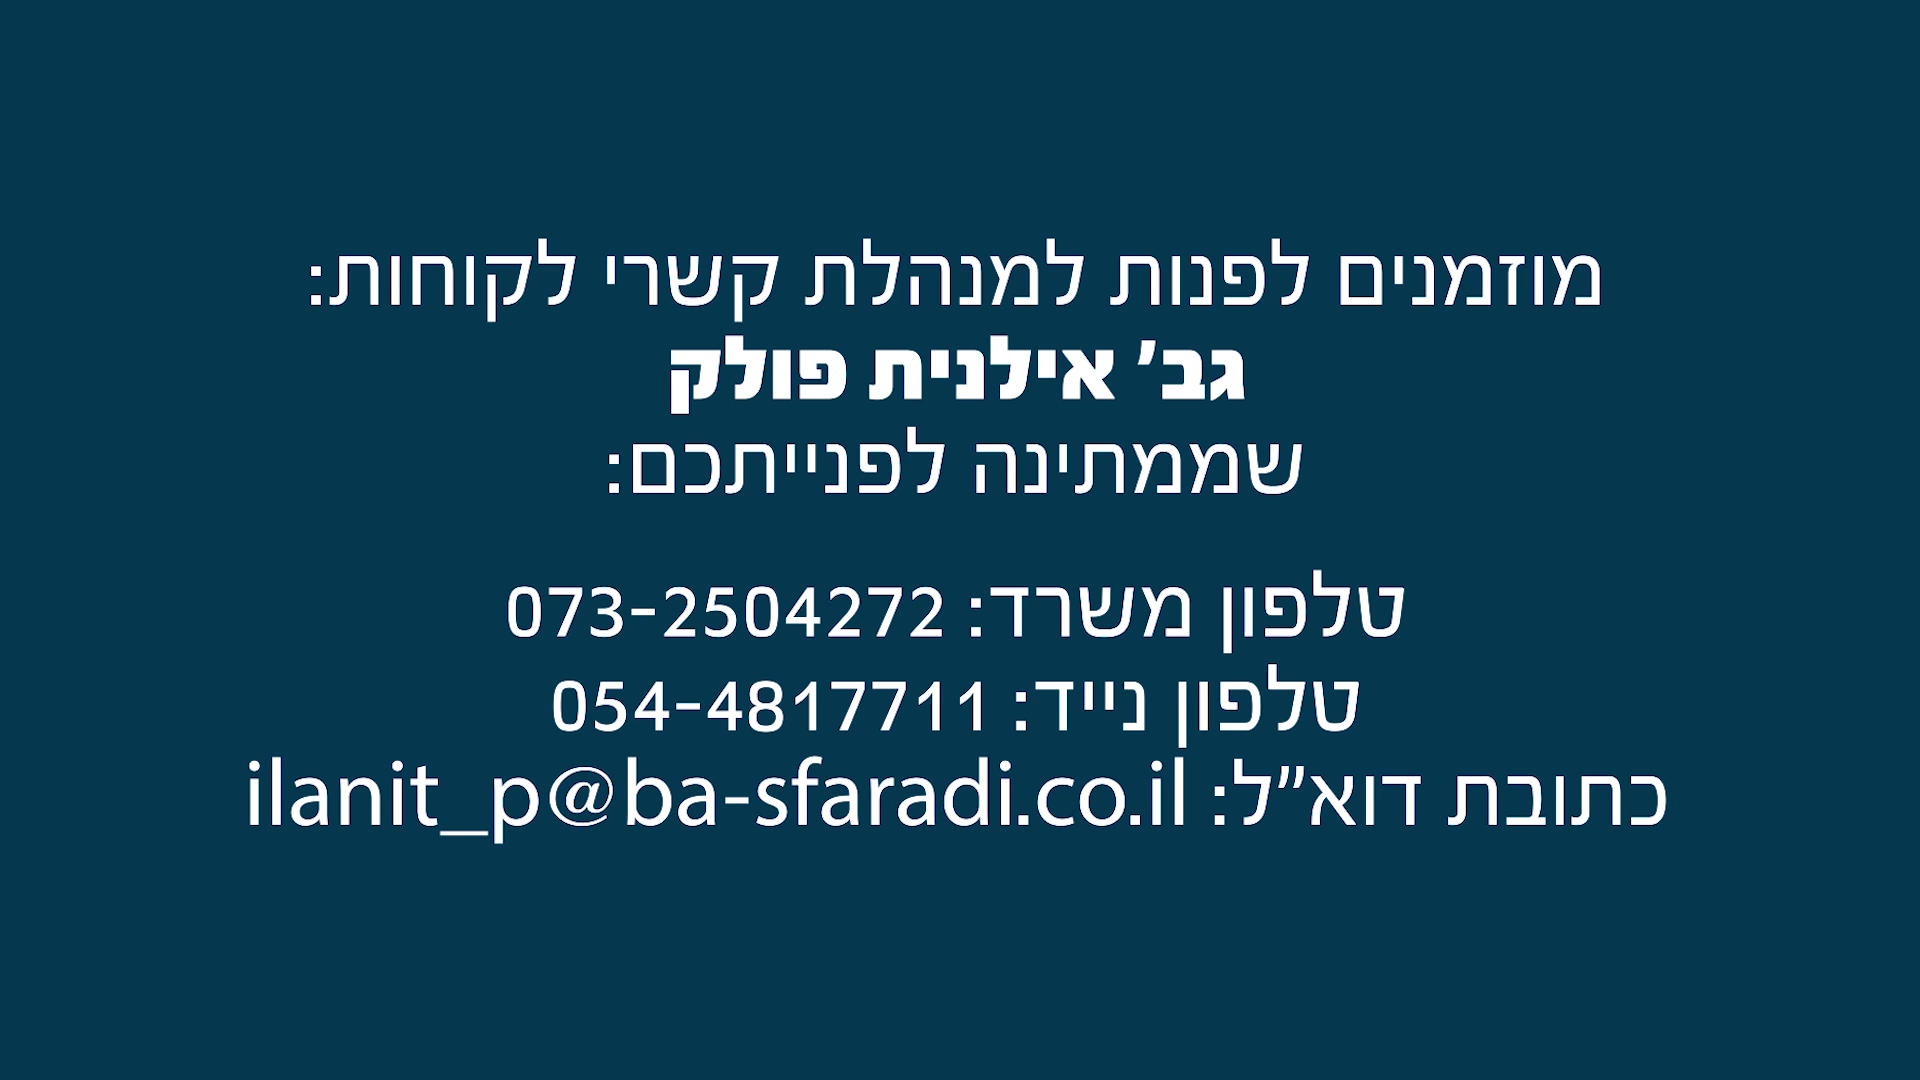 מוזמנים לפנות למנהלת קשרי לקוחות:
גב' אילנית פולק
שממתינה לפנייתכם:
טלפון משרד: 073-2504272
טלפון נייד: 054-4817711
כתובת דוא"ל: ilanit_p@ba-sfaradi.co.il